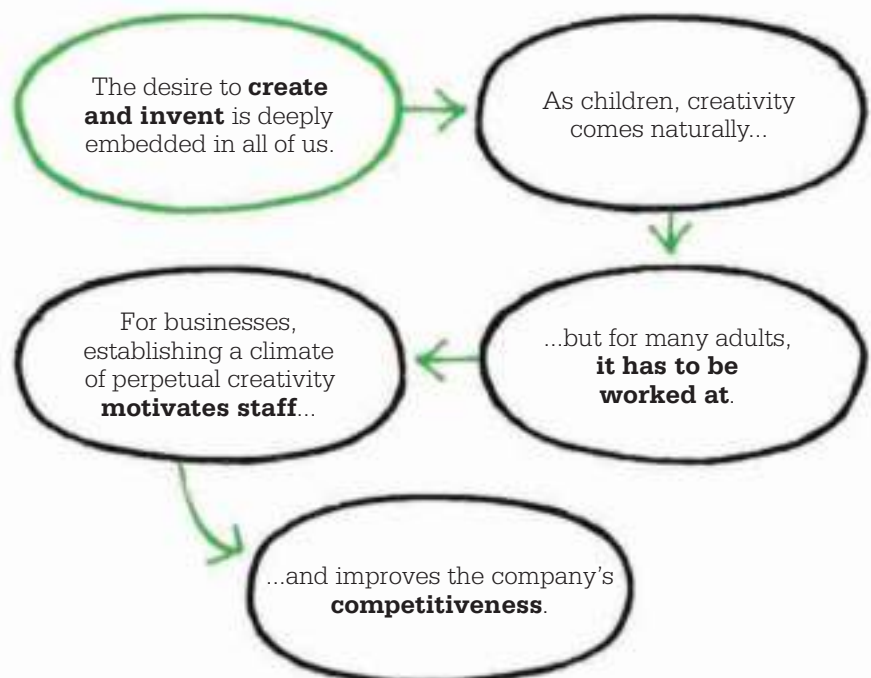 The desire to create
and invent is deeply
embedded in all of us.
As children, creativity
comes naturally...
...but for many adults,
it has to be
worked at.
For businesses,
establishing a climate
of perpetual creativity
motivates staff...
...and improves the company’s
competitiveness.